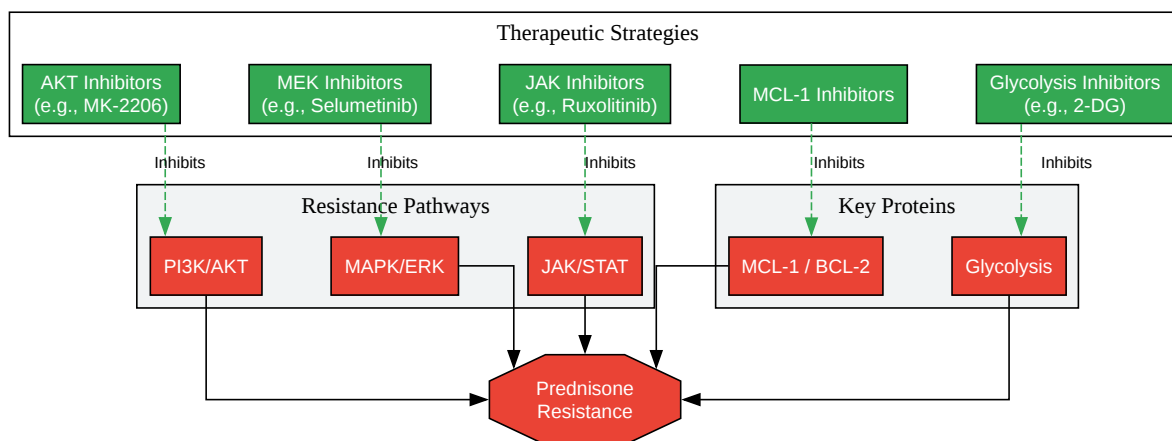 Therapeutic Strategies
AKT Inhibitors
(e.g., MK-2206)
MEK Inhibitors
(e.g., Selumetinib)
JAK Inhibitors
(e.g., Ruxolitinib)
MCL-1 Inhibitors
Glycolysis Inhibitors
(e.g., 2-DG)
Inhibits
Inhibits
Inhibits
Inhibits
Inhibits
Resistance Pathways
Key Proteins
PI3K/AKT
MAPK/ERK
JAK/STAT
MCL-1 / BCL-2
Glycolysis
Prednisone
Resistance